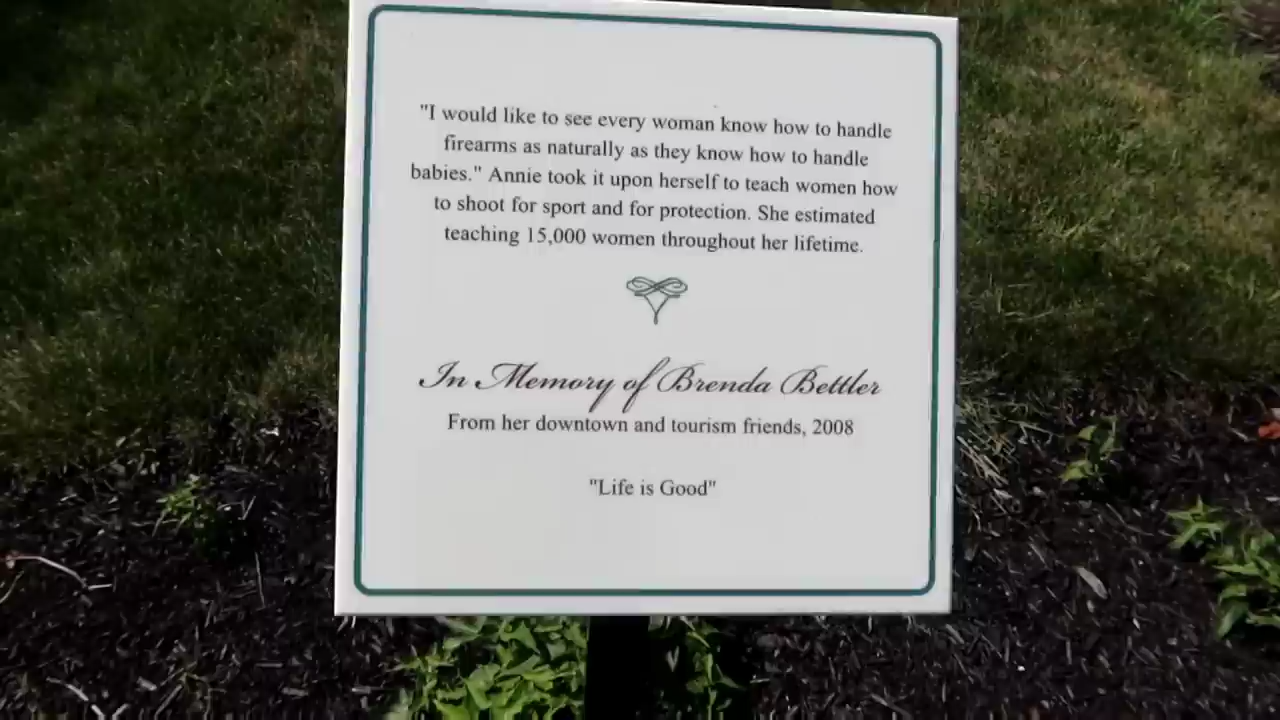 "I would like to see every woman know how to handle
firearms as naturally as they know how to handle
babies." Annie took it upon herself to teach women how
to shoot for sport and for protection. She estimated
teaching 15,000 women throughout her lifetime.
In Memory of Brenda Bettler
From her downtown and tourism friends, 2008
"Life is Good"